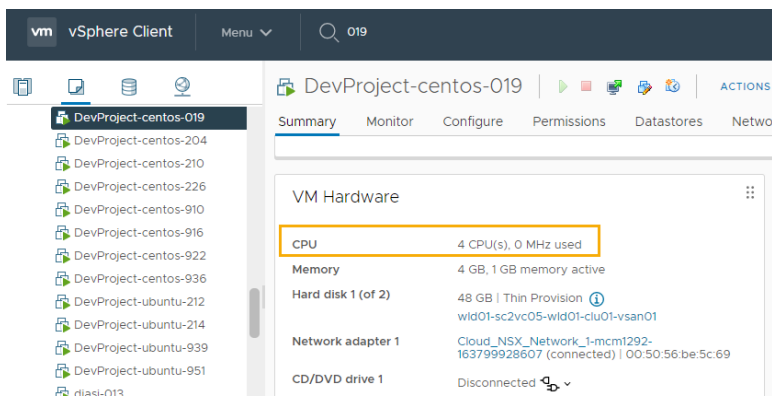 vm vSphere Client Menu 019
DevProject-centos-019 ACTIONS
DevProject-centos-019
DevProject-centos-204
DevProject-centos-210
DevProject-centos-226
DevProject-centos-910
DevProject-centos-916
DevProject-centos-922
DevProject-centos-936
DevProject-ubuntu-212
DevProject-ubuntu-214
DevProject-ubuntu-939
DevProject-ubuntu-951
djasi-013
Summary Monitor Configure Permissions Datastores Netwo
VM Hardware
CPU 4 CPU(s), 0 MHz used
Memory 4 GB, 1 GB memory active
Hard disk 1 (of 2) 48 GB | Thin Provision
wld01-sc2vc05-wld01-clu01-vsan01
Network adapter 1 Cloud_NSX_Network_1-mcm1292-
163799928607 (connected) | 00:50:56:be:5c:69
CD/DVD drive 1 Disconnected